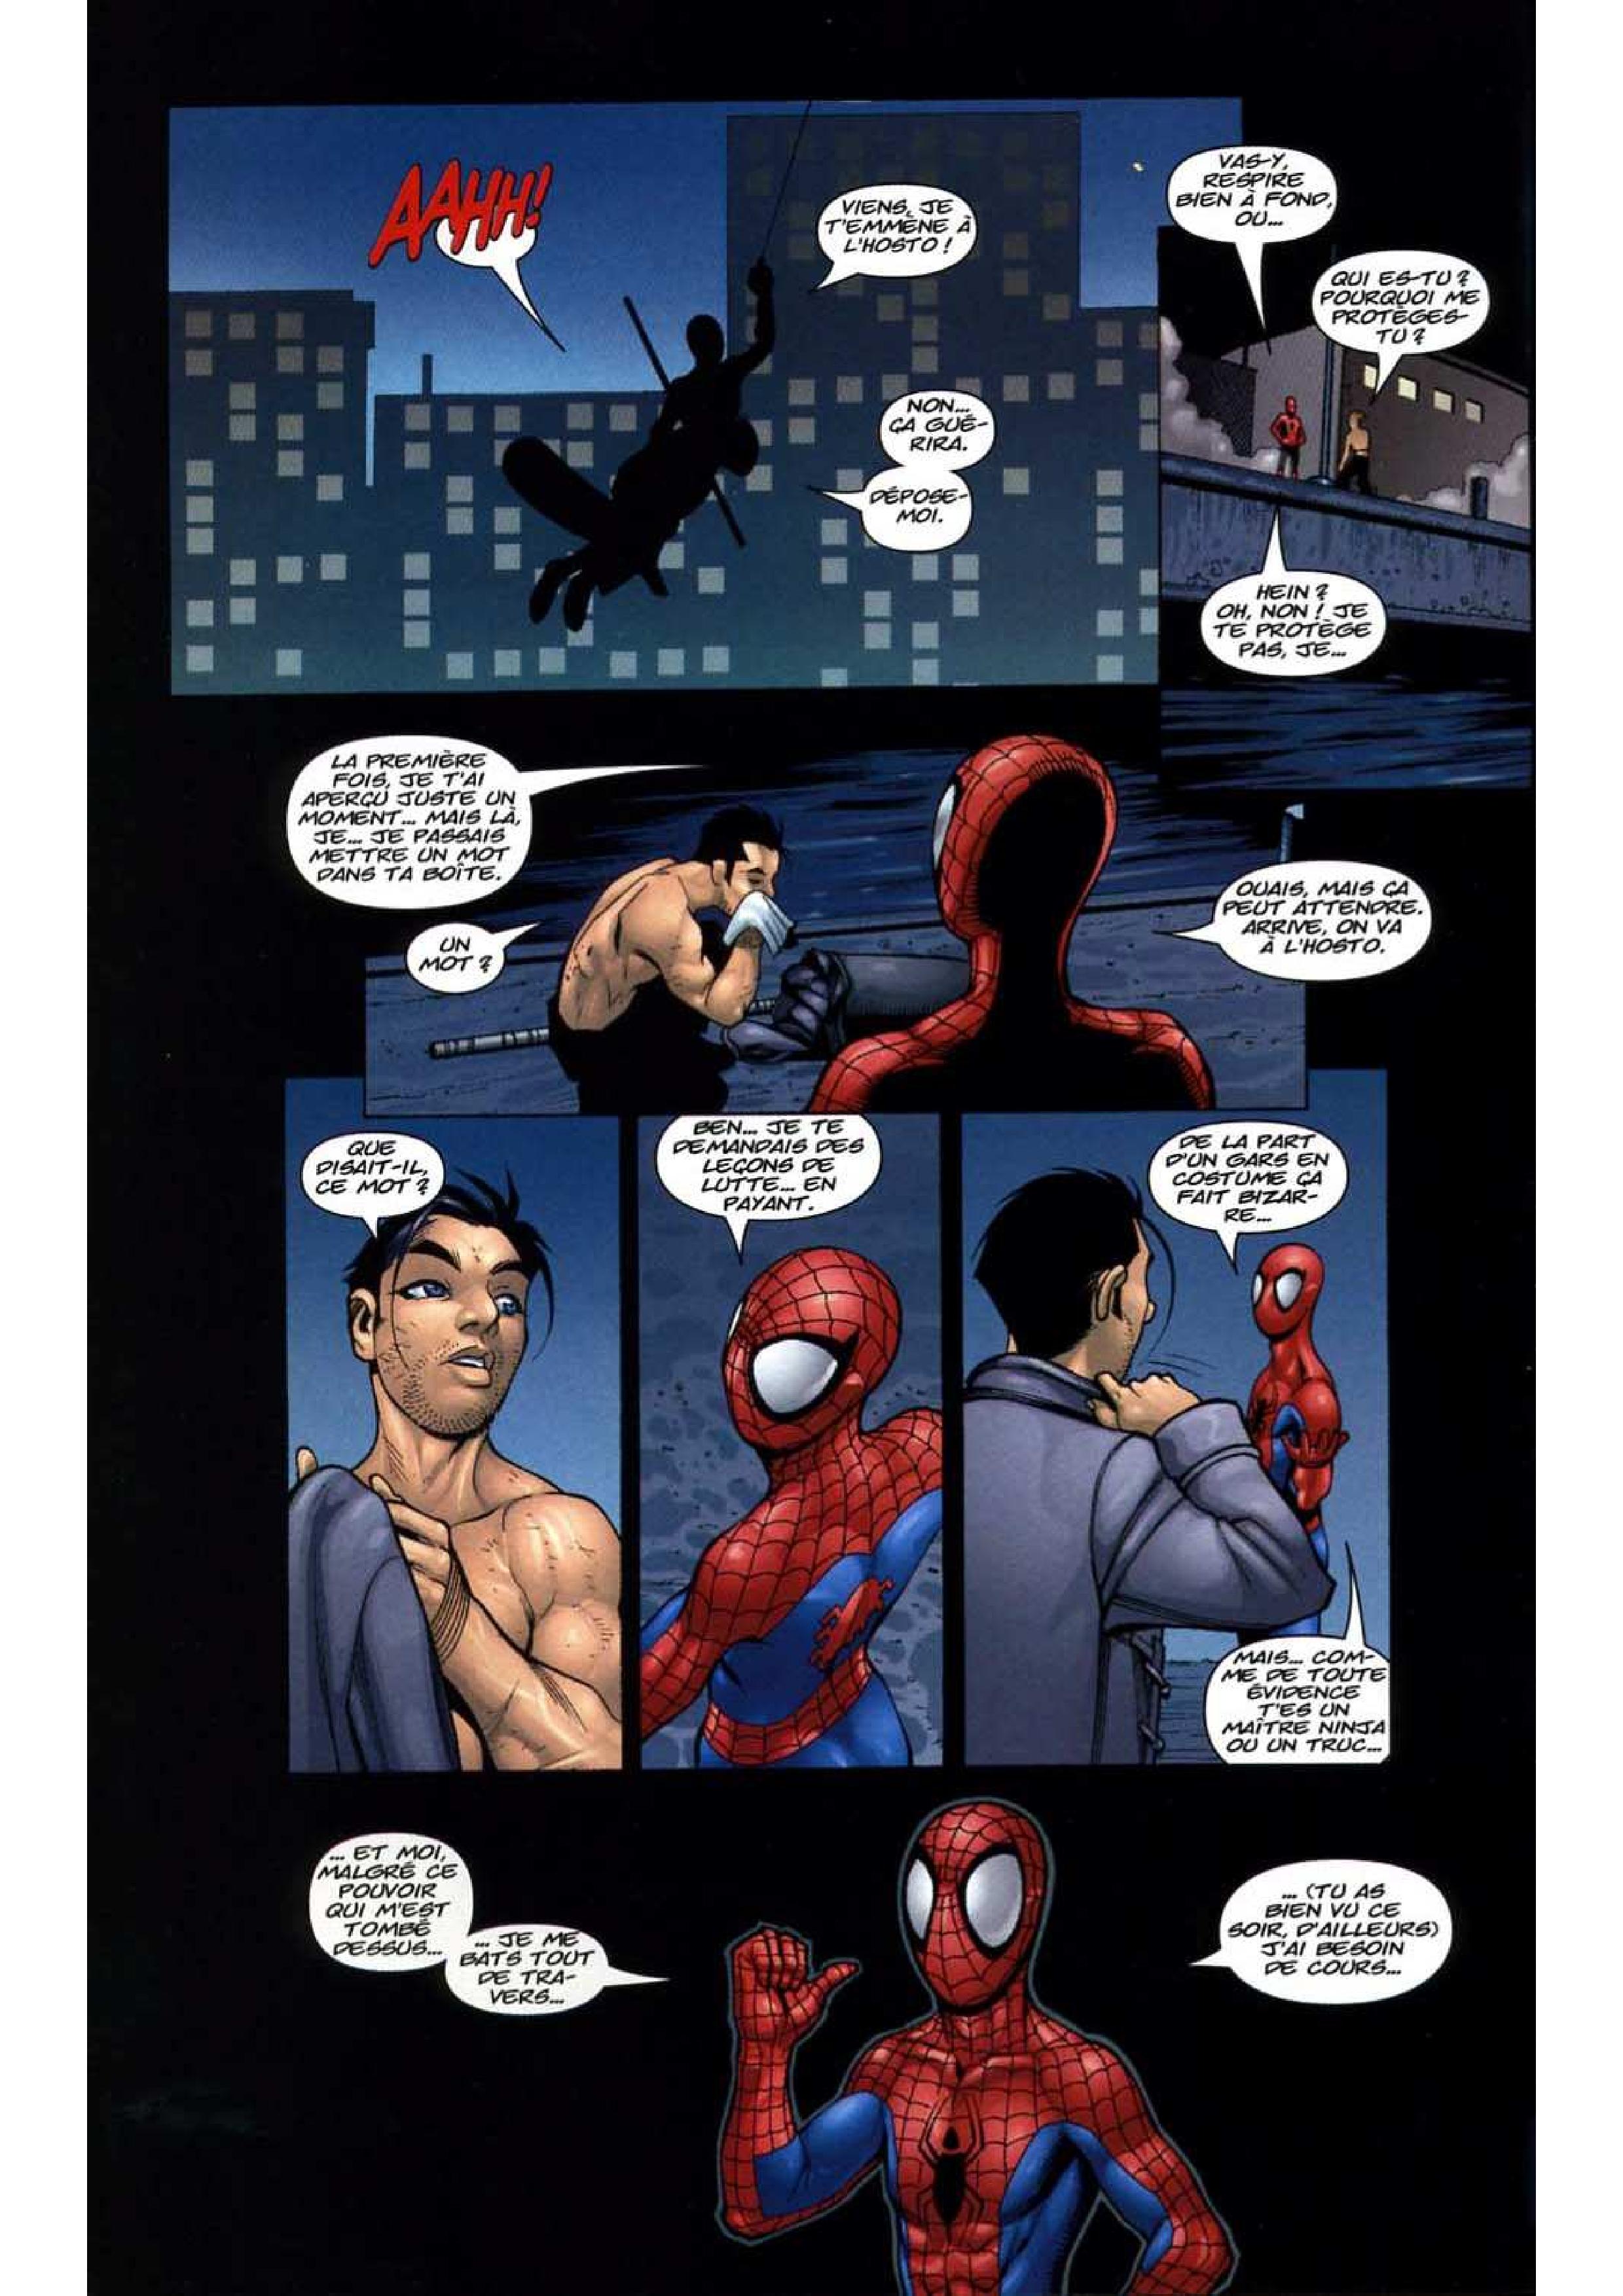 AAHH!
VIENS, JE
T'EMMÈNE À
L'HOSTO !
NON...
ÇA GUÉ-
RIRA.
DÉPOSE-
MOI.
VAS-Y,
RESPIRE
BIEN À FOND,
OU...
QUI ES-TU ?
POURQUOI ME
PROTÈGES-
TU ?
HEIN ?
OH, NON ! JE
TE PROTÈGE
PAS, JE...
LA PREMIÈRE
FOIS, JE T'AI
APERÇU JUSTE UN
MOMENT... MAIS LÀ,
JE... JE PASSAIS
METTRE UN MOT
DANS TA BOÎTE.
UN
MOT ?
OUAIS, MAIS ÇA
PEUT ATTENDRE.
ARRIVE, ON VA
À L'HOSTO.
QUE
DISAIT-IL,
CE MOT ?
BEN... JE TE
DEMANDAIS DES
LEÇONS DE
LUTTE... EN
PAYANT.
DE LA PART
D'UN GARS EN
COSTUME ÇA
FAIT BIZAR-
RE...
MAIS... COM-
ME DE TOUTE
ÉVIDENCE
T'ES UN
MAÎTRE NINJA
OU UN TRUC...
... ET MOI,
MALGRÉ CE
POUVOIR
QUI M'EST
TOMBÉ
DESSUS...
... JE ME
BATS TOUT
DE TRA-
VERS...
... (TU AS
BIEN VU CE
SOIR, D'AILLEURS)
J'AI BESOIN
DE COURS...